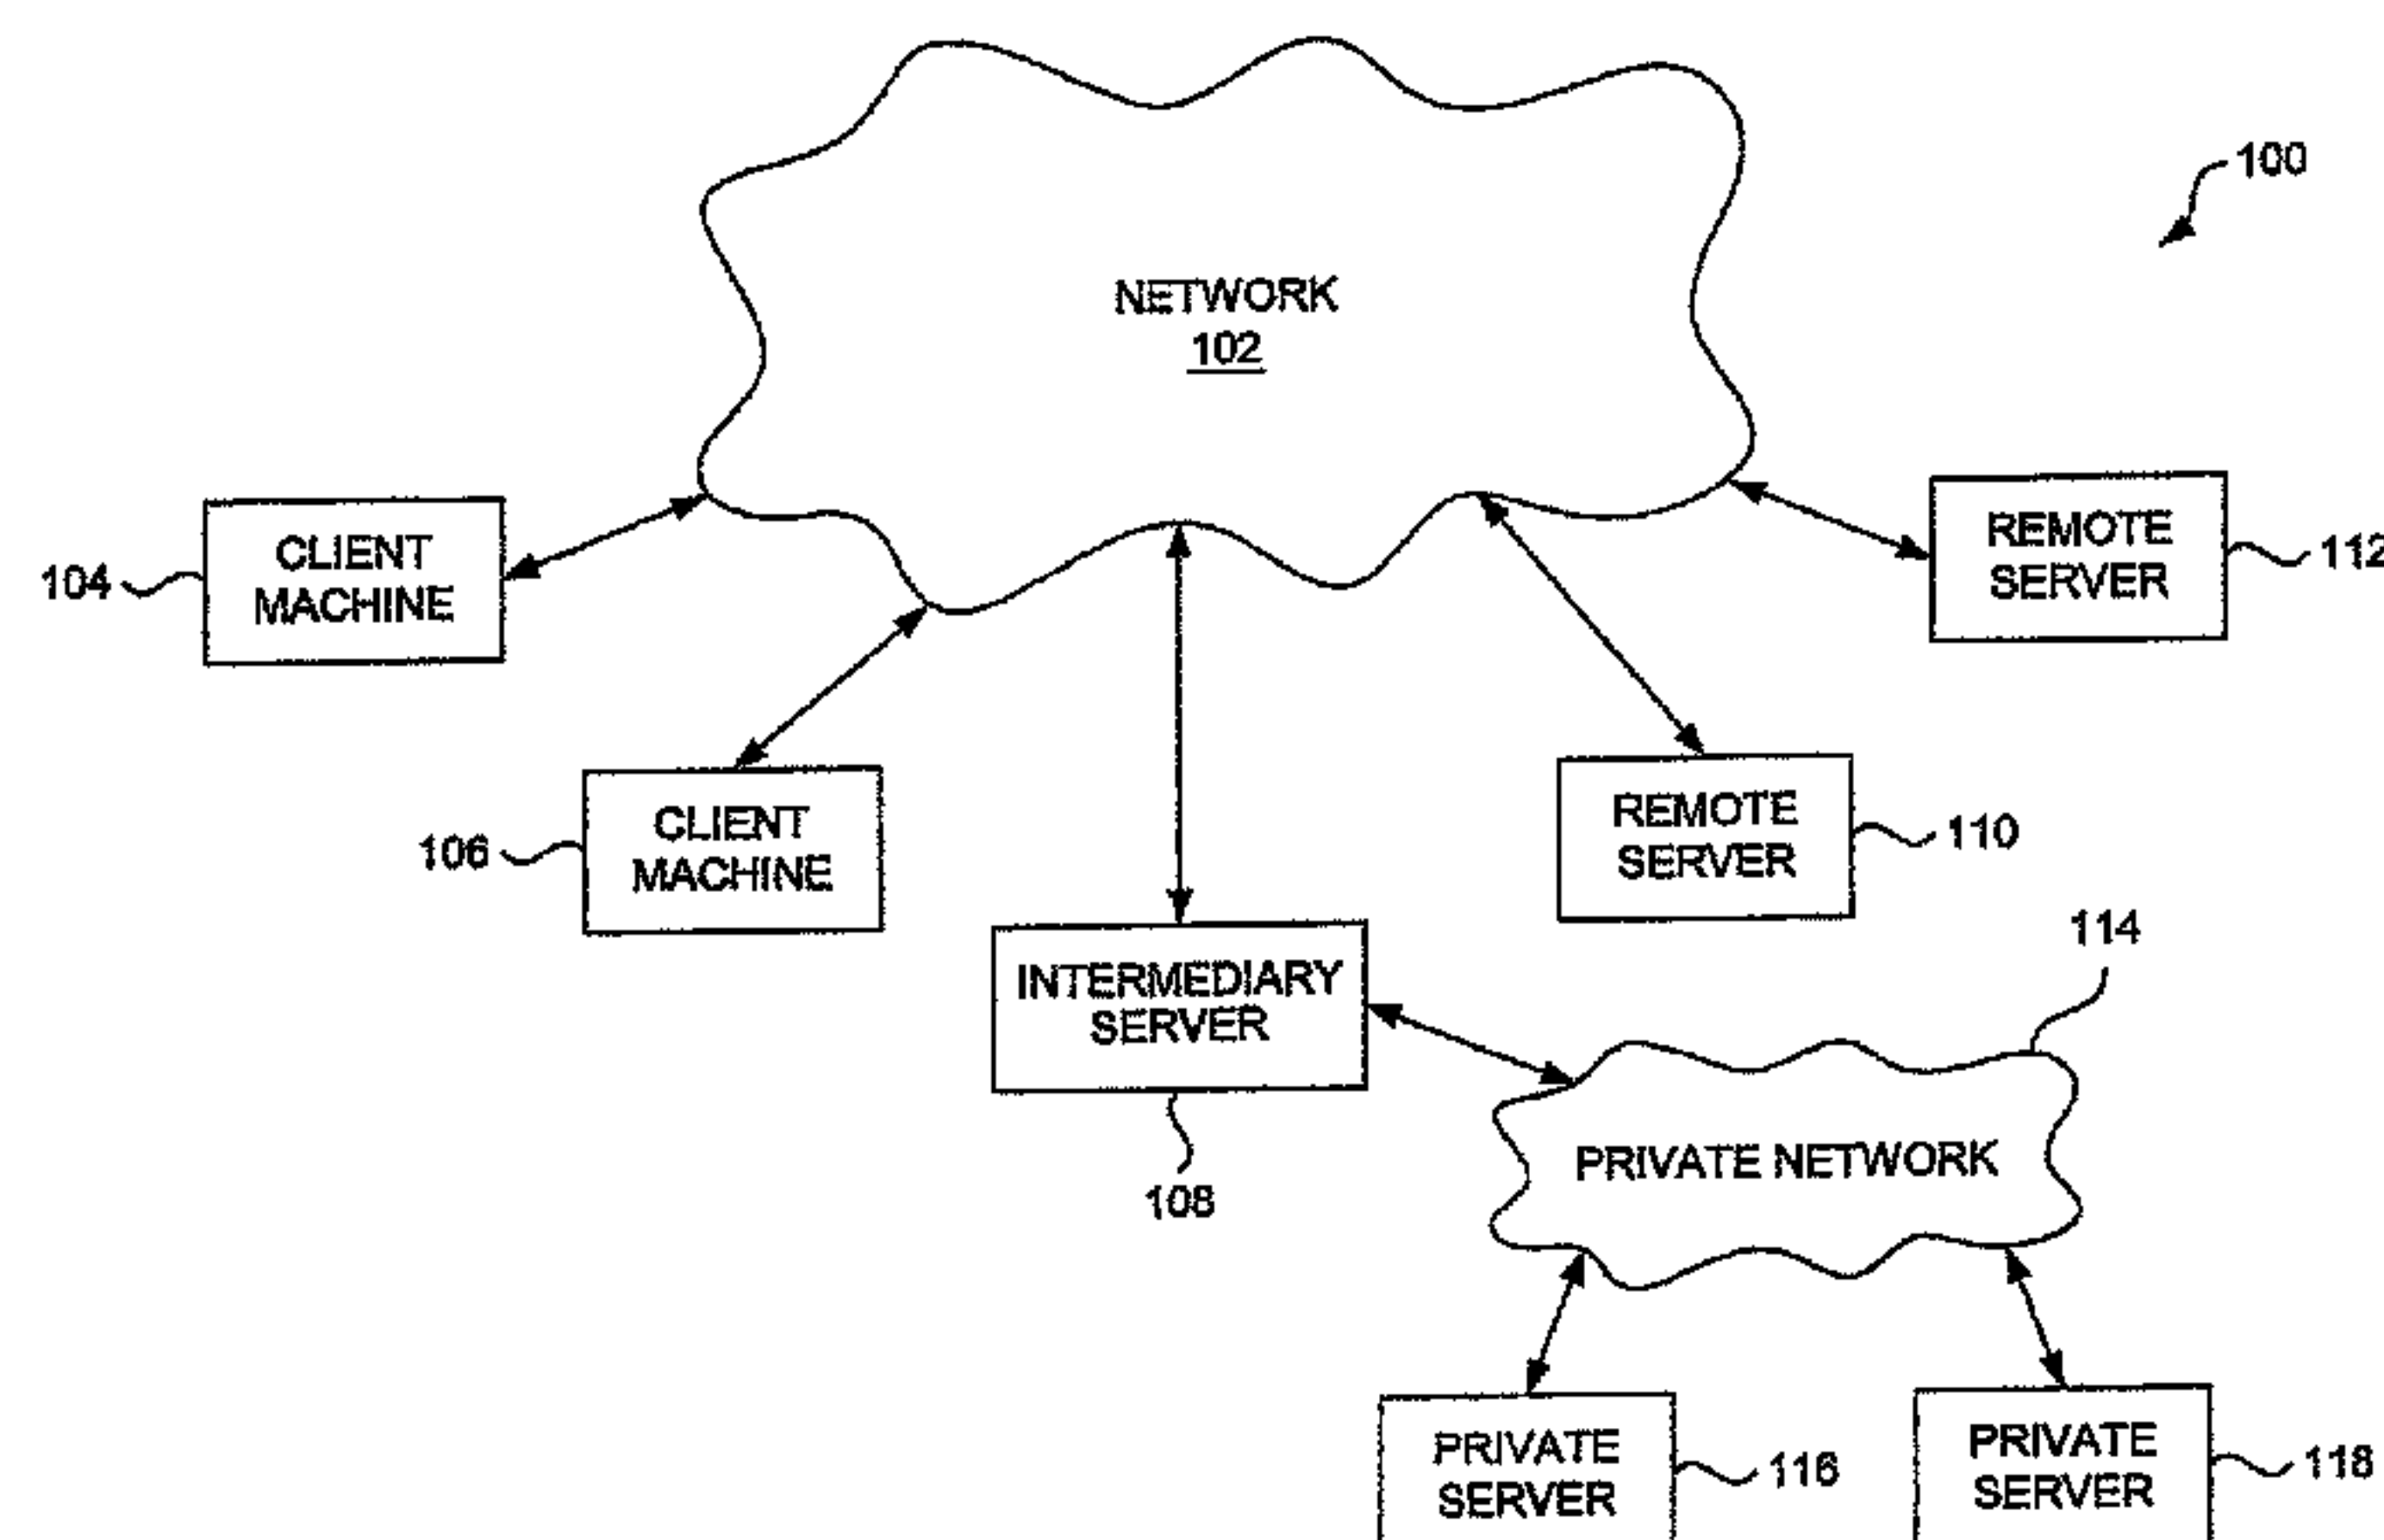 100
NETWORK
102
CLIENT
MACHINE
104
REMOTE
SERVER
112
CLIENT
MACHINE
106
REMOTE
SERVER
110
INTERMEDIARY
SERVER
108
114
PRIVATE NETWORK
PRIVATE
SERVER
116
PRIVATE
SERVER
118